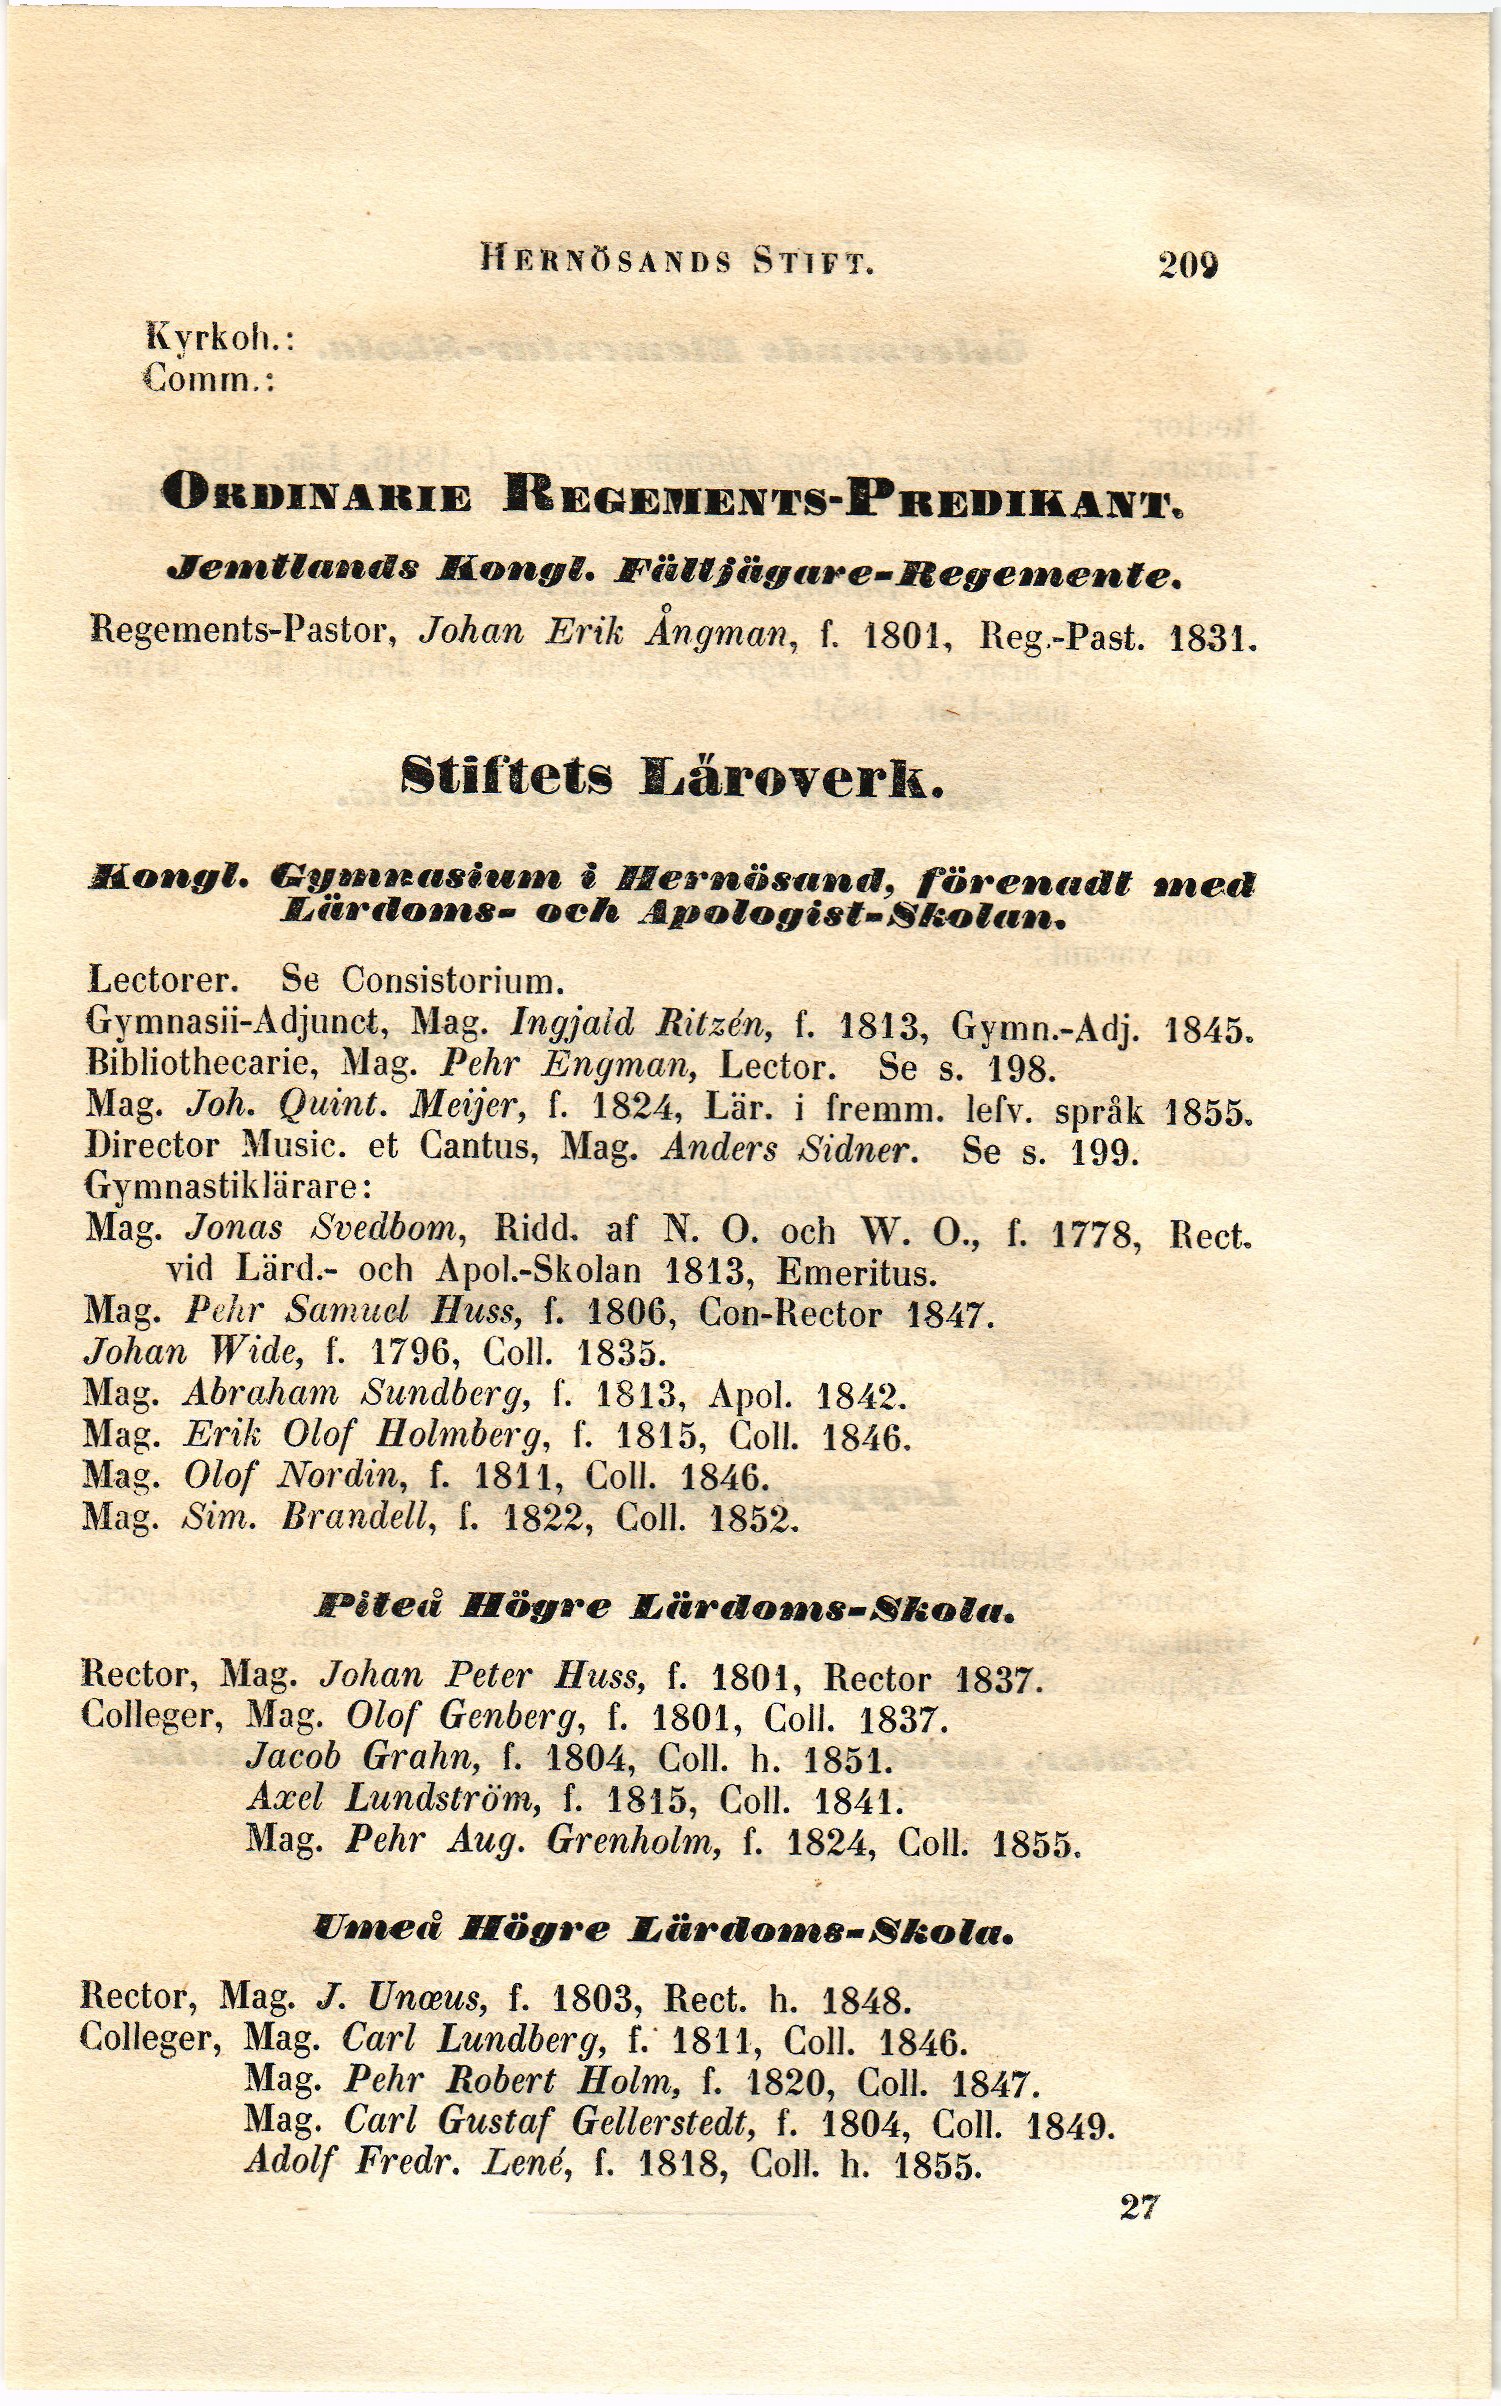 HERNÖSANDS STIFT. 209
Kyrkoh.:
Comm.:
ORDINARIE REGEMENTS-PREDIKANT.
Jemtlands Kongl. Fältjägare-Regemente.
Regements-Pastor, Johan Erik Ångman, f. 1801, Reg.-Past. 1831.
Stiftets Läroverk.
Kongl. Gymnasium i Hernösand, förenadt med
Lärdoms- och Apologist-Skolan.
Lectorer. Se Consistorium.
Gymnasii-Adjunct, Mag. Ingjald Ritzén, f. 1813, Gymn.-Adj. 1845.
Bibliothecarie, Mag. Pehr Engman, Lector. Se s. 198.
Mag. Joh. Quint. Meijer, f. 1824, Lär. i fremm. lefv. språk 1855.
Director Music. et Cantus, Mag. Anders Sidner. Se s. 199.
Gymnastiklärare:
Mag. Jonas Svedbom, Ridd. af N. O. och W. O., f. 1778, Rect.
vid Lärd.- och Apol.-Skolan 1813, Emeritus.
Mag. Pehr Samuel Huss, f. 1806, Con-Rector 1847.
Johan Wide, f. 1796, Coll. 1835.
Mag. Abraham Sundberg, f. 1813, Apol. 1842.
Mag. Erik Olof Holmberg, f. 1815, Coll. 1846.
Mag. Olof Nordin, f. 1811, Coll. 1846.
Mag. Sim. Brandell, f. 1822, Coll. 1852.
Piteå Högre Lärdoms-Skola.
Rector, Mag. Johan Peter Huss, f. 1801, Rector 1837.
Colleger, Mag. Olof Genberg, f. 1801, Coll. 1837.
Jacob Grahn, f. 1804, Coll. h. 1851.
Axel Lundström, f. 1815, Coll. 1841.
Mag. Pehr Aug. Grenholm, f. 1824, Coll. 1855.
Umeå Högre Lärdoms-Skola.
Rector, Mag. J. Unæus, f. 1803, Rect. h. 1848.
Colleger, Mag. Carl Lundberg, f. 1811, Coll. 1846.
Mag. Pehr Robert Holm, f. 1820, Coll. 1847.
Mag. Carl Gustaf Gellerstedt, f. 1804, Coll. 1849.
Adolf Fredr. Lené, f. 1818, Coll. h. 1855.
27